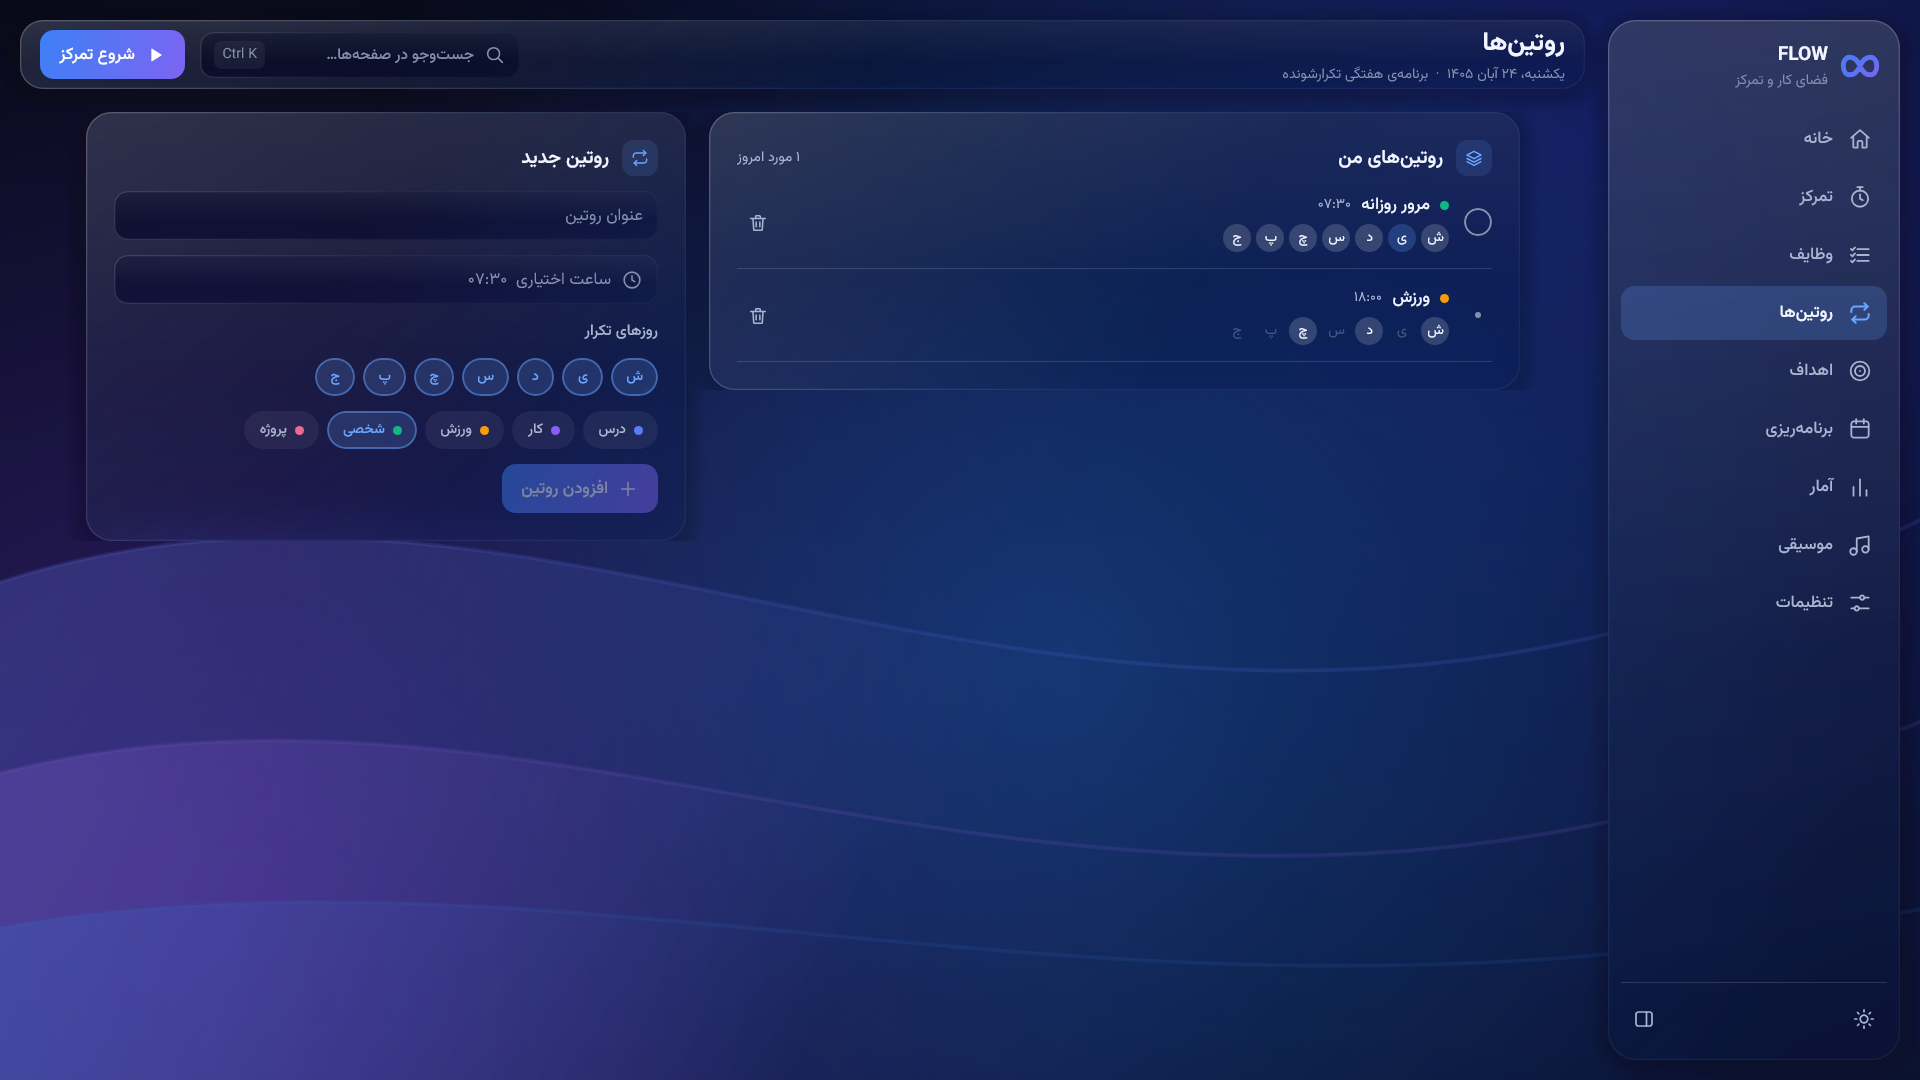 FLOW
فضای کار و تمرکز
خانه
تمرکز
وظایف
روتین‌ها
اهداف
برنامه‌ریزی
آمار
موسیقی
تنظیمات
روتین‌ها
یکشنبه، ۲۴ آبان ۱۴۰۵ · برنامه‌ی هفتگی تکرارشونده
جست‌وجو در صفحه‌ها...
Ctrl K
شروع تمرکز
روتین‌های من
۱ مورد امروز
مرور روزانه ۰۷:۳۰
ش ی د س چ پ ج
ورزش ۱۸:۰۰
ش ی د س چ پ ج
روتین جدید
عنوان روتین
ساعت اختیاری ۰۷:۳۰
روزهای تکرار
ش ی د س چ پ ج
درس کار ورزش شخصی پروژه
افزودن روتین